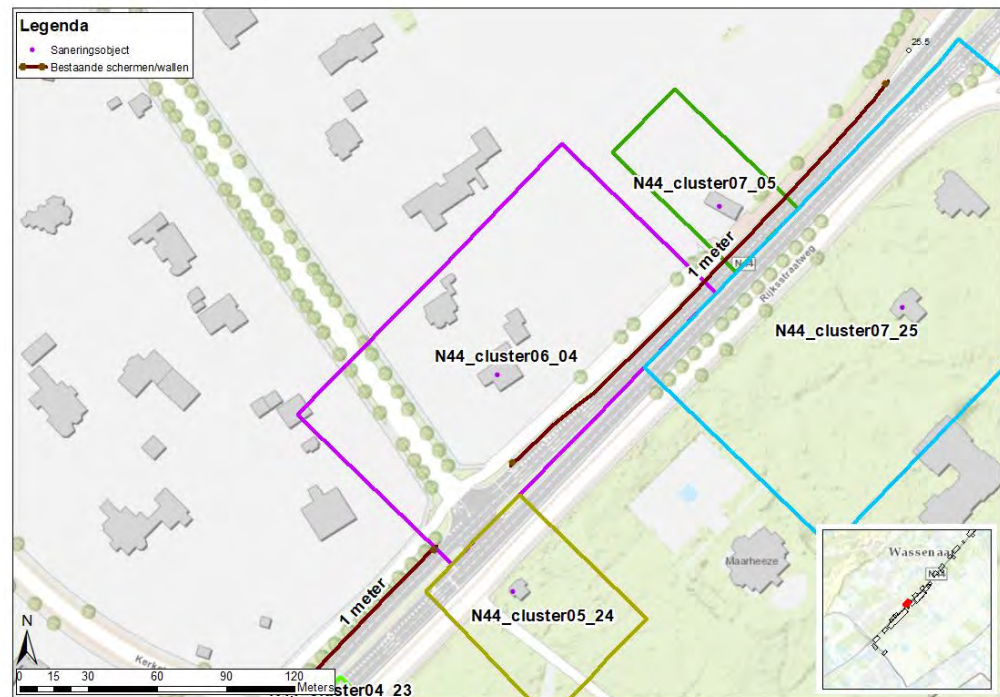 Legenda
Saneringsobject
Bestaande schermen/wallen
25.5
N44_cluster07_05
1 meter
N44
Rijksstraatweg
N44_cluster07_25
N44_cluster06_04
Maarheeze
N44_cluster05_24
1 meter
Wassenaar
N44
N
0 15 30 60 90 120
Meters
cluster04_23